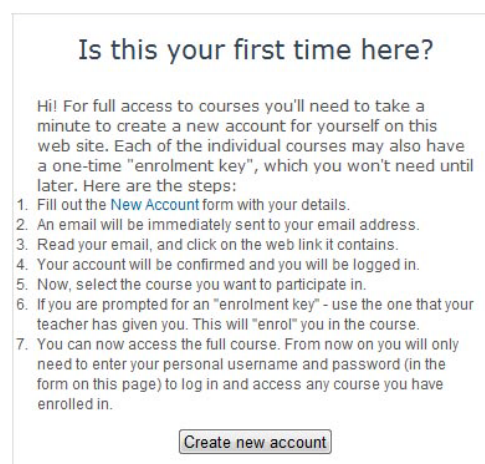 Is this your first time here?
Hi! For full access to courses you'll need to take a
minute to create a new account for yourself on this
web site. Each of the individual courses may also have
a one-time "enrolment key", which you won't need until
later. Here are the steps:
1. Fill out the New Account form with your details.
2. An email will be immediately sent to your email address.
3. Read your email, and click on the web link it contains.
4. Your account will be confirmed and you will be logged in.
5. Now, select the course you want to participate in.
6. If you are prompted for an "enrolment key" - use the one that your
teacher has given you. This will "enrol" you in the course.
7. You can now access the full course. From now on you will only
need to enter your personal username and password (in the
form on this page) to log in and access any course you have
enrolled in.
Create new account